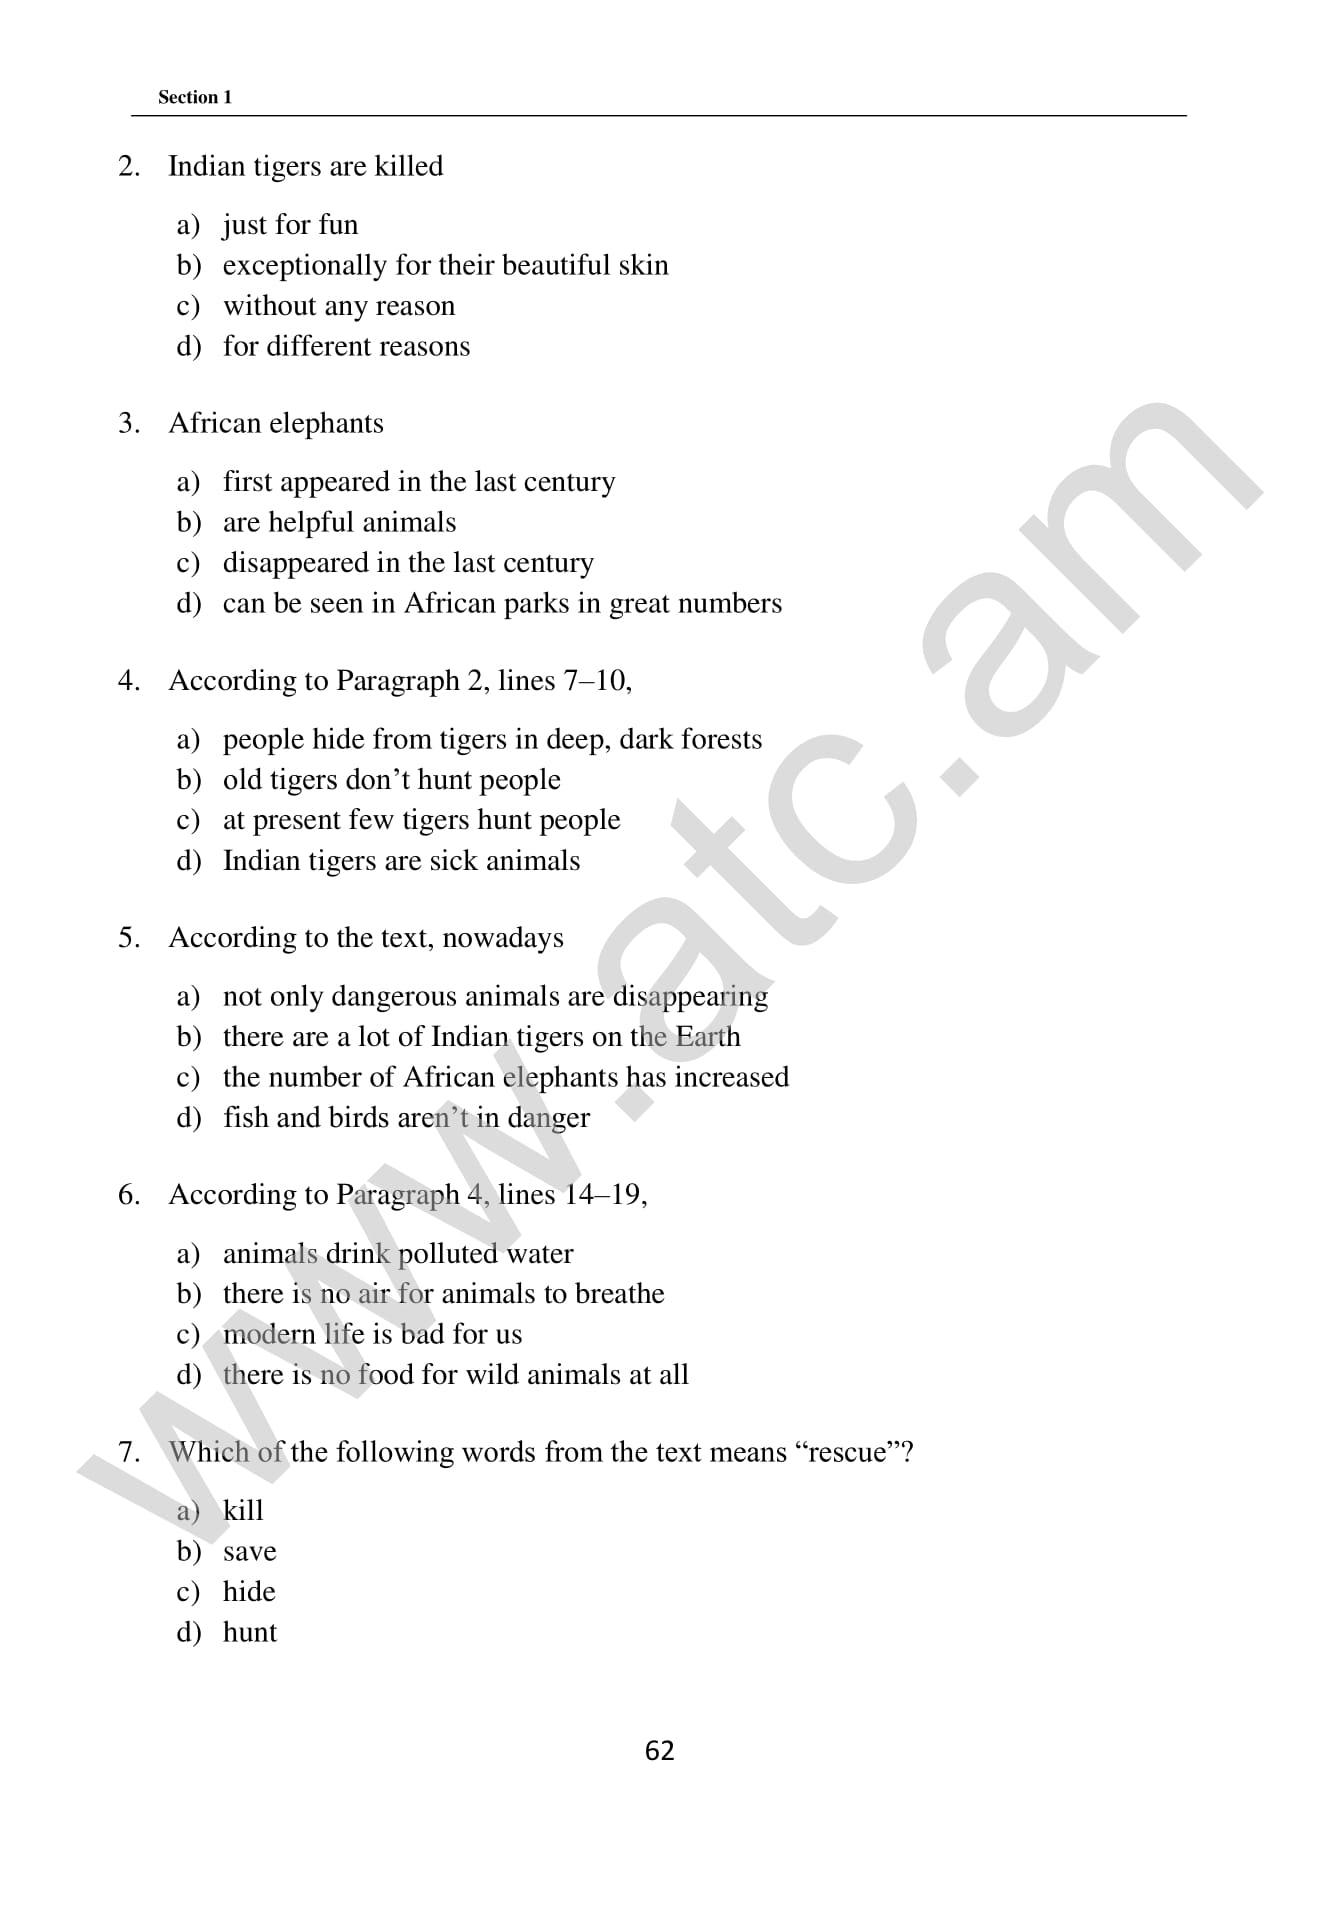 Section 1
2. Indian tigers are killed
a) just for fun
b) exceptionally for their beautiful skin
c) without any reason
d) for different reasons
3. African elephants
a) first appeared in the last century
b) are helpful animals
c) disappeared in the last century
d) can be seen in African parks in great numbers
4. According to Paragraph 2, lines 7–10,
a) people hide from tigers in deep, dark forests
b) old tigers don’t hunt people
c) at present few tigers hunt people
d) Indian tigers are sick animals
5. According to the text, nowadays
a) not only dangerous animals are disappearing
b) there are a lot of Indian tigers on the Earth
c) the number of African elephants has increased
d) fish and birds aren’t in danger
6. According to Paragraph 4, lines 14–19,
a) animals drink polluted water
b) there is no air for animals to breathe
c) modern life is bad for us
d) there is no food for wild animals at all
7. Which of the following words from the text means “rescue”?
a) kill
b) save
c) hide
d) hunt
62
www.atc.am